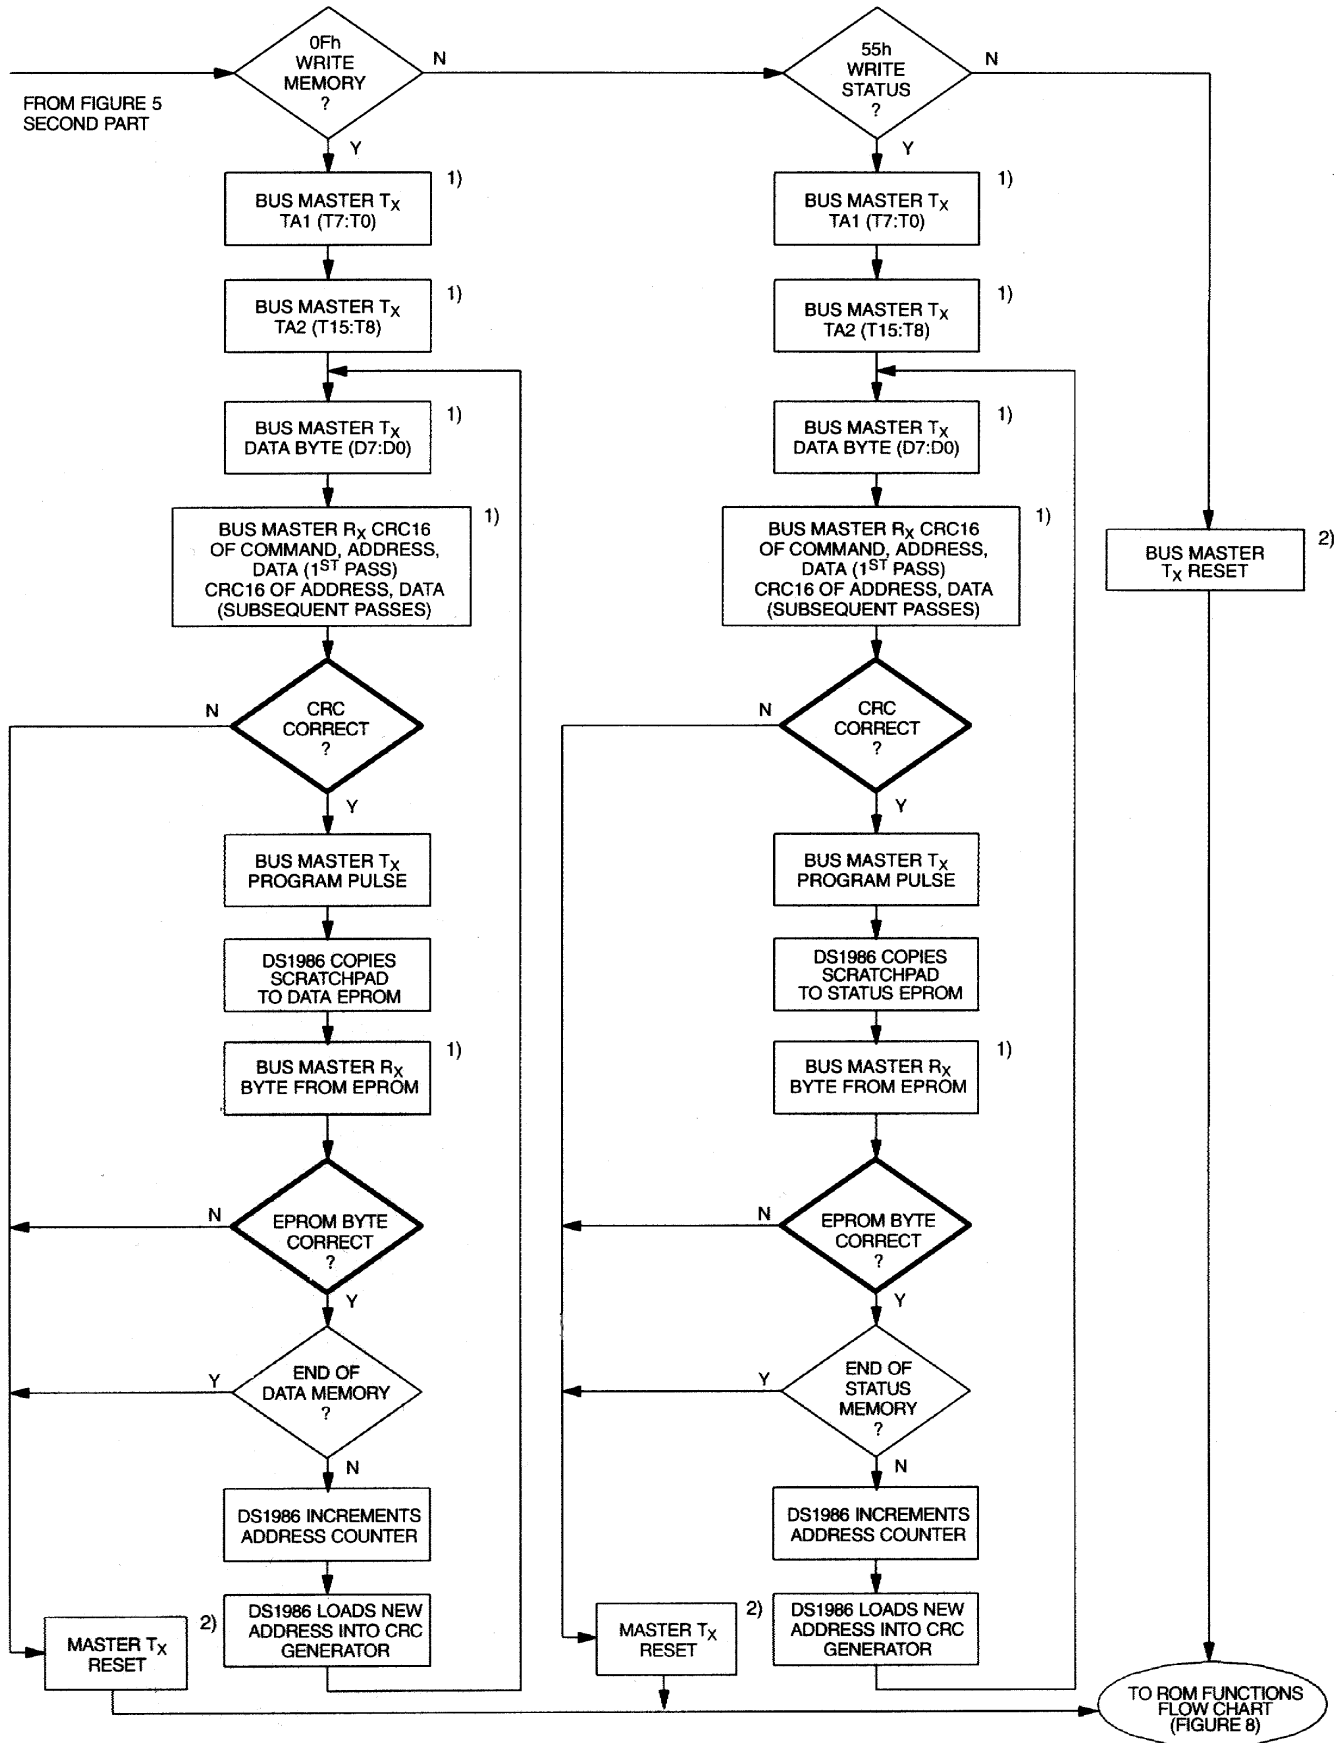 FROM FIGURE 5
SECOND PART
0Fh
WRITE
MEMORY
?
N
Y
BUS MASTER TX
TA1 (T7:T0)
1)
BUS MASTER TX
TA2 (T15:T8)
1)
BUS MASTER TX
DATA BYTE (D7:D0)
1)
BUS MASTER RX CRC16
OF COMMAND, ADDRESS,
DATA (1ST PASS)
CRC16 OF ADDRESS, DATA
(SUBSEQUENT PASSES)
1)
CRC
CORRECT
?
N
Y
BUS MASTER TX
PROGRAM PULSE
DS1986 COPIES
SCRATCHPAD
TO DATA EPROM
BUS MASTER RX
BYTE FROM EPROM
1)
EPROM BYTE
CORRECT
?
N
Y
END OF
DATA MEMORY
?
Y
N
DS1986 INCREMENTS
ADDRESS COUNTER
DS1986 LOADS NEW
ADDRESS INTO CRC
GENERATOR
MASTER TX
RESET
2)
55h
WRITE
STATUS
?
N
Y
BUS MASTER TX
TA1 (T7:T0)
1)
BUS MASTER TX
TA2 (T15:T8)
1)
BUS MASTER TX
DATA BYTE (D7:D0)
1)
BUS MASTER RX CRC16
OF COMMAND, ADDRESS,
DATA (1ST PASS)
CRC16 OF ADDRESS, DATA
(SUBSEQUENT PASSES)
1)
CRC
CORRECT
?
N
Y
BUS MASTER TX
PROGRAM PULSE
DS1986 COPIES
SCRATCHPAD
TO STATUS EPROM
BUS MASTER RX
BYTE FROM EPROM
1)
EPROM BYTE
CORRECT
?
N
Y
END OF
STATUS
MEMORY
?
Y
N
DS1986 INCREMENTS
ADDRESS COUNTER
DS1986 LOADS NEW
ADDRESS INTO CRC
GENERATOR
MASTER TX
RESET
2)
BUS MASTER
TX RESET
2)
TO ROM FUNCTIONS
FLOW CHART
(FIGURE 8)